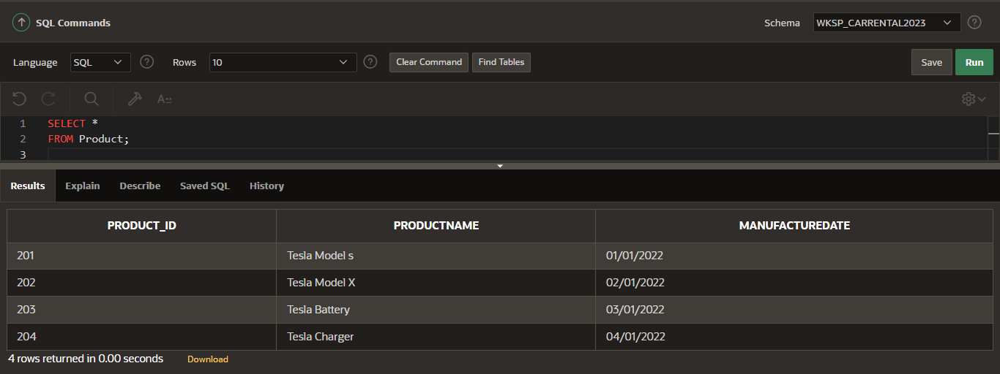 SQL Commands Schema WKSP_CARRENTAL2023 ?
Language SQL ? Rows 10 ? Clear Command Find Tables Save Run
A
1 SELECT *
2 FROM Product;
3
Results Explain Describe Saved SQL History
PRODUCT_ID PRODUCTNAME MANUFACTUREDATE
201 Tesla Model s 01/01/2022
202 Tesla Model X 02/01/2022
203 Tesla Battery 03/01/2022
204 Tesla Charger 04/01/2022
4 rows returned in 0.00 seconds Download